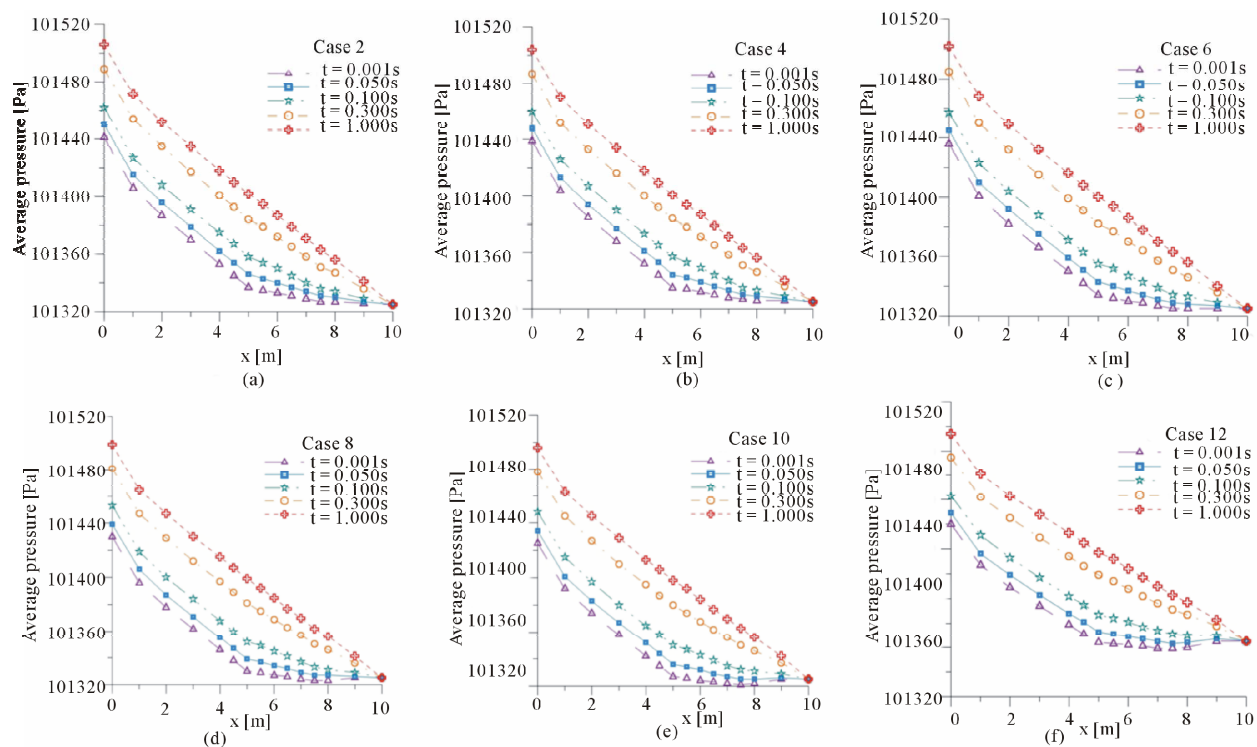 101520
101480
101440
101400
101360
101320
Average pressure [Pa]
Case 2
t = 0.001s
t = 0.050s
t = 0.100s
t = 0.300s
t = 1.000s
0 2 4 6 8 10
x [m]
(a)
101520
101480
101440
101400
101360
101320
Average pressure [Pa]
Case 4
t = 0.001s
t – 0.050s
t – 0.100s
t = 0.300s
t = 1.000s
0 2 4 6 8 10
x [m]
(b)
101520
101480
101440
101400
101360
101320
Average pressure [Pa]
Case 6
t = 0.001s
t – 0.050s
t – 0.100s
t = 0.300s
t = 1.000s
0 2 4 6 8 10
x [m]
(c)
101520
101480
101440
101400
101360
101320
Average pressure [Pa]
Case 8
t = 0.001s
t = 0.050s
t = 0.100s
t = 0.300s
t = 1.000s
0 2 4 6 8 10
x [m]
(d)
101520
101480
101440
101400
101360
101320
Average pressure [Pa]
Case 10
t = 0.001s
t = 0.050s
t = 0.100s
t = 0.300s
t = 1.000s
0 2 4 6 8 10
x [m]
(e)
101520
101480
101440
101400
101360
101320
Average pressure [Pa]
Case 12
t = 0.001s
t = 0.050s
t = 0.100s
t = 0.300s
t = 1.000s
0 2 4 6 8 10
x [m]
(f)